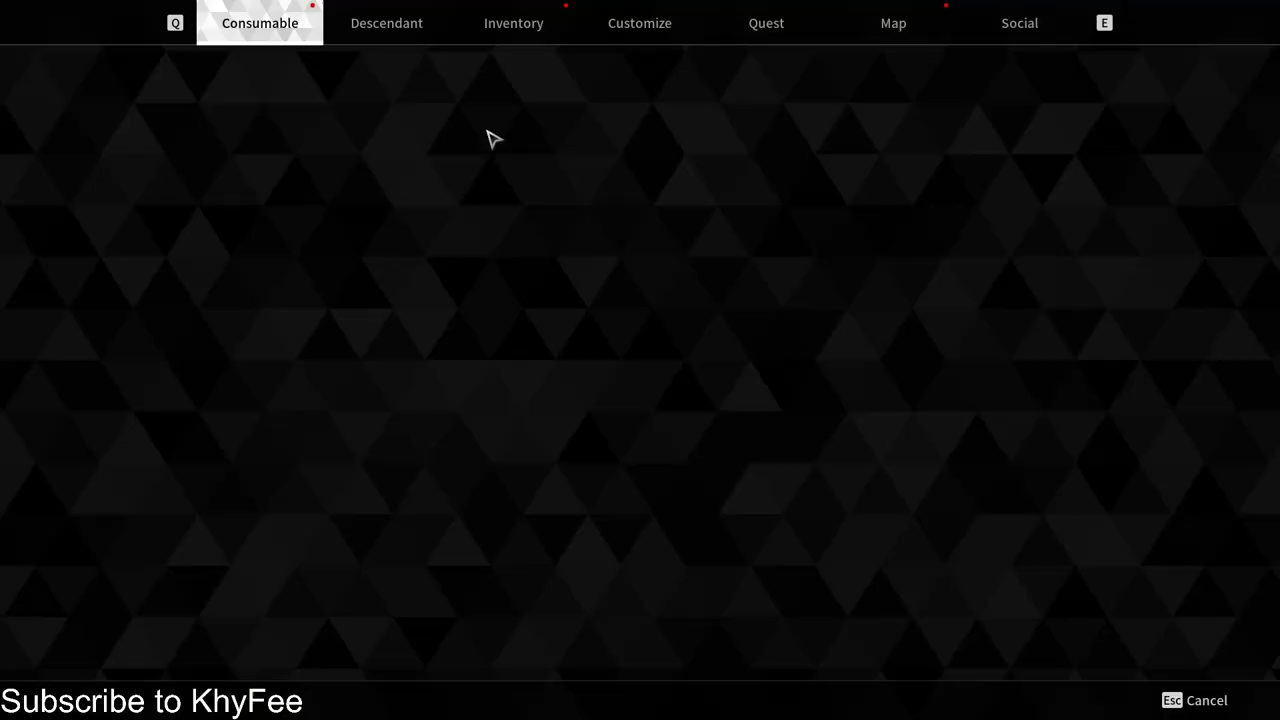 Q Consumable Descendant Inventory Customize Quest Map Social E
Subscribe to KhyFee
Esc Cancel